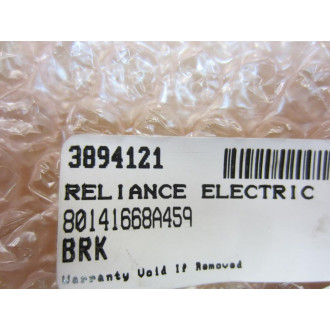 3894121
RELIANCE ELECTRIC
80141668A459
BRK
Warranty Void If Removed